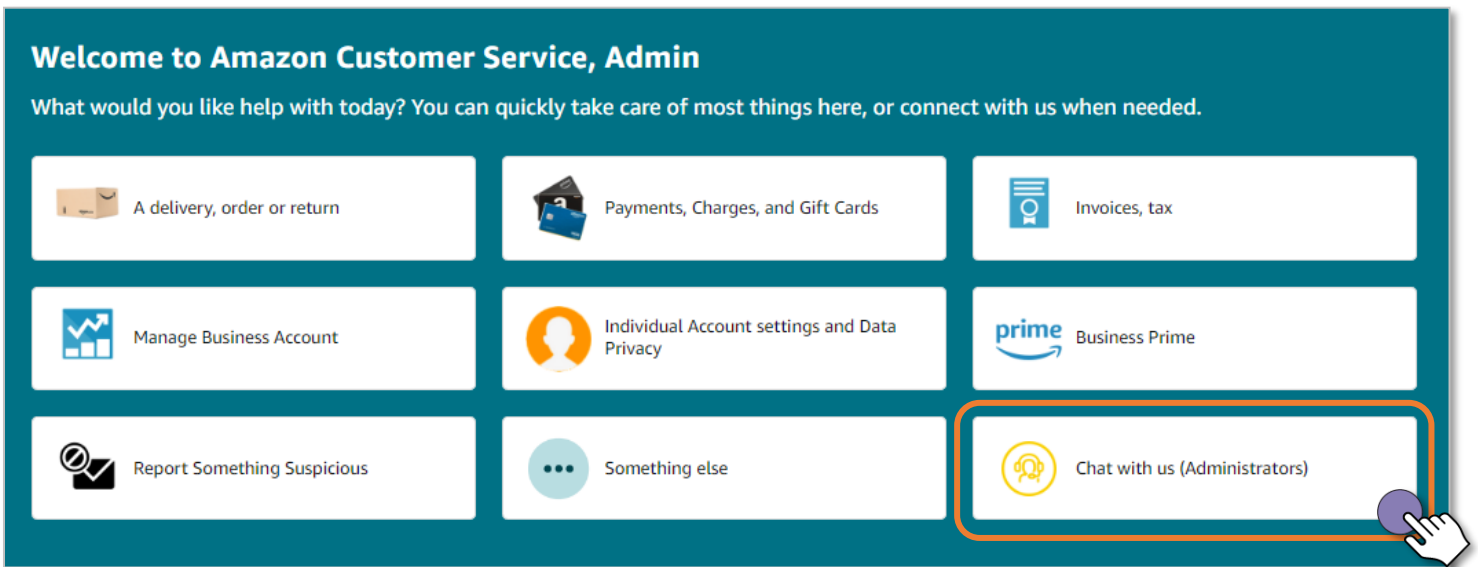 Welcome to Amazon Customer Service, Admin
What would you like help with today? You can quickly take care of most things here, or connect with us when needed.
A delivery, order or return
Payments, Charges, and Gift Cards
Invoices, tax
Manage Business Account
Individual Account settings and Data
Privacy
prime
Business Prime
Report Something Suspicious
Something else
Chat with us (Administrators)